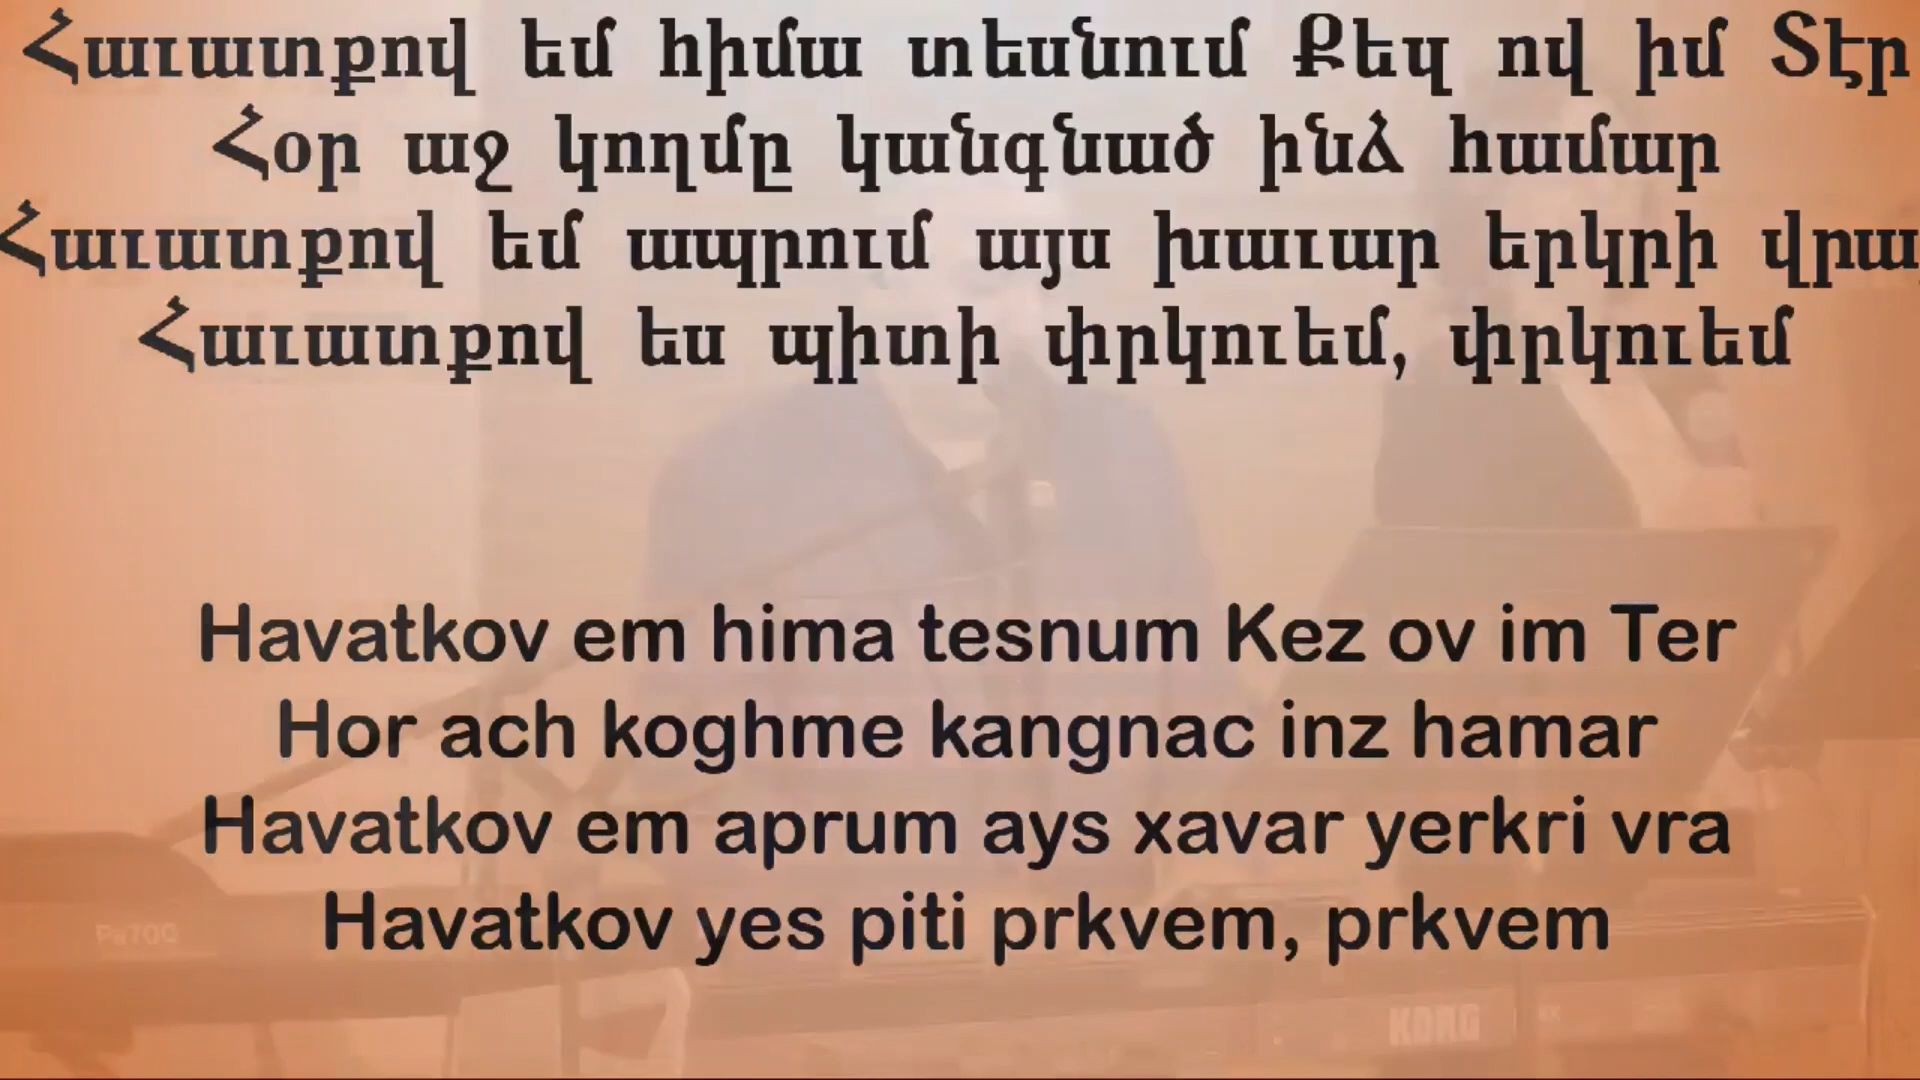 Հաւատքով եմ հիմա տեսնում Քեզ ով իմ Տէր
Հօր աջ կողմը կանգնած ինձ համար
Հաւատքով եմ ապրում այս խաւար երկրի վրա,
Հաւատքով ես պիտի փրկուեմ, փրկուեմ
Havatkov em hima tesnum Kez ov im Ter
Hor ach koghme kangnac inz hamar
Havatkov em aprum ays xavar yerkri vra
Havatkov yes piti prkvem, prkvem
Pa700
KORG